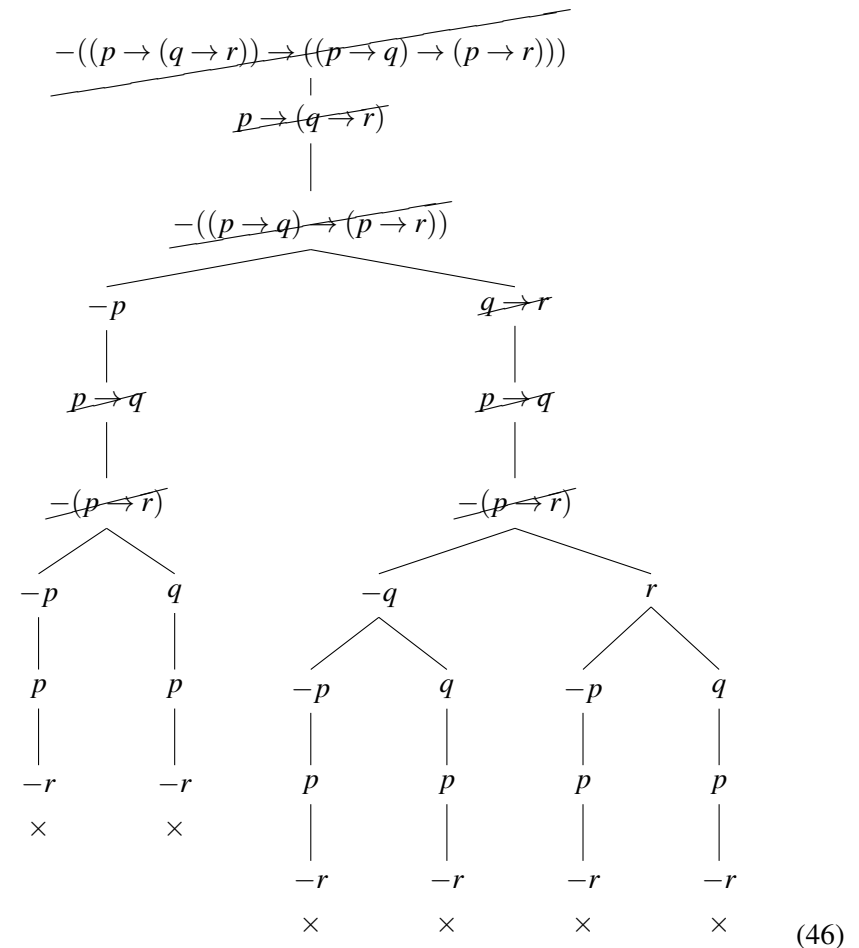 −((p → (q → r)) → ((p → q) → (p → r)))
p → (q → r)
−((p → q) → (p → r))
−p q → r
p → q p → q
−(p → r) −(p → r)
−p q −q r
p p −p q −p q
−r −r p p p p
× × −r −r −r −r
× × × × (46)